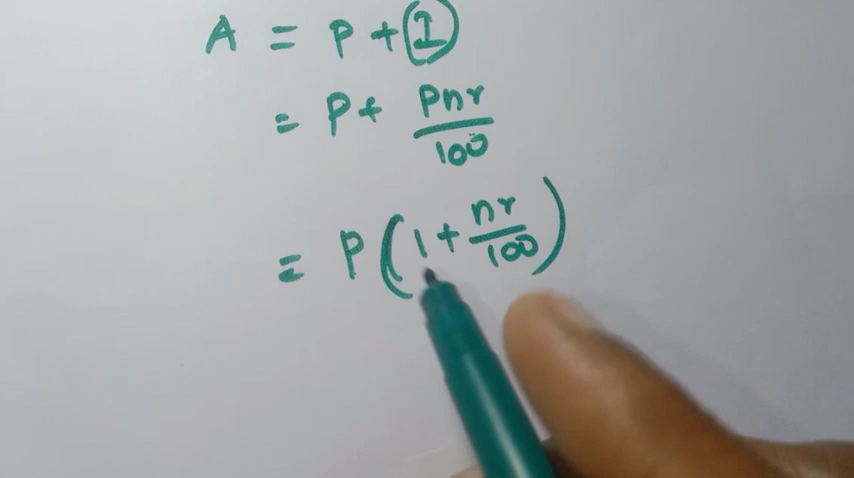 A = P + I
= P + Pnr/100
= P(1 + nr/100)